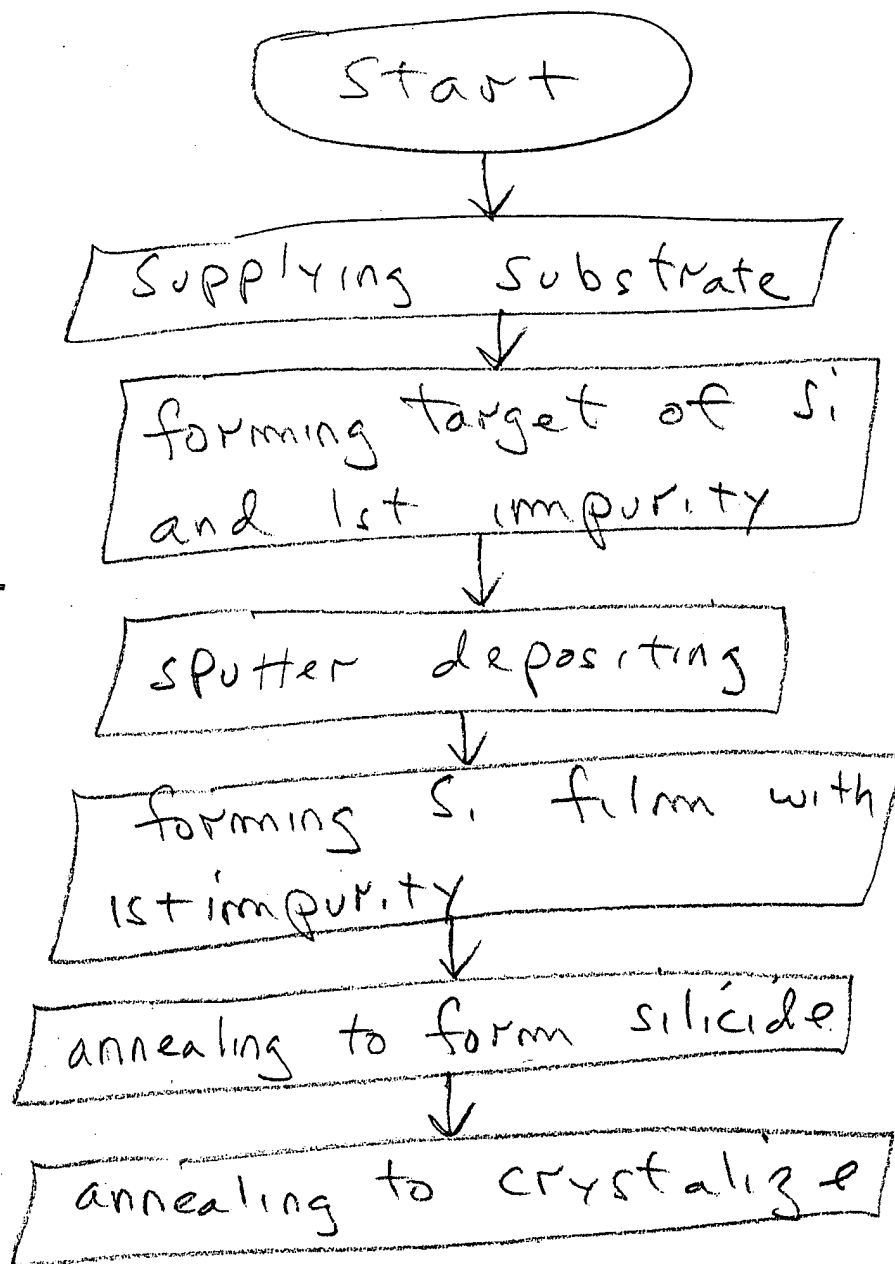 Start
Supplying substrate
forming target of Si
and 1st impurity
sputter depositing
forming Si film with
1st impurity
annealing to form silicide
annealing to crystalize